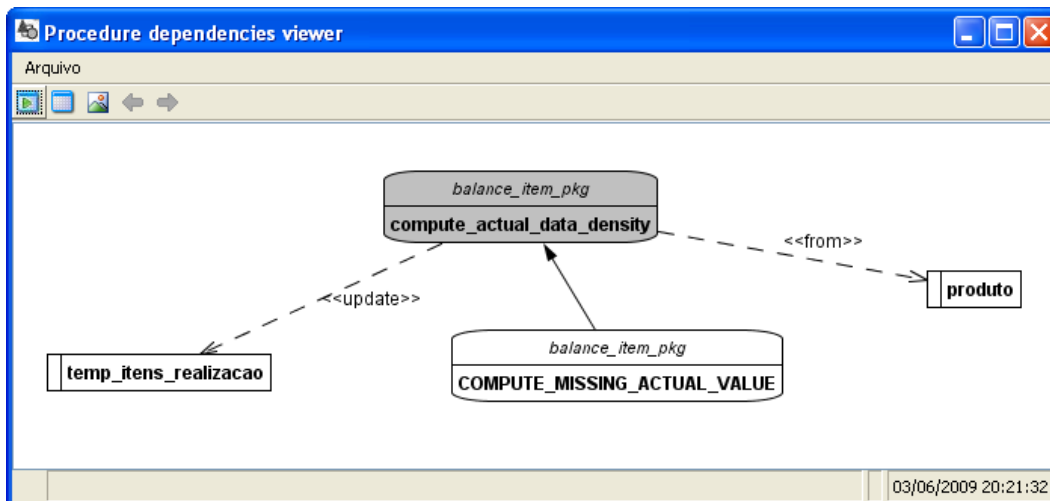 Procedure dependencies viewer
Arquivo
balance_item_pkg
compute_actual_data_density
<<from>>
produto
<<update>>
temp_itens_realizacao
balance_item_pkg
COMPUTE_MISSING_ACTUAL_VALUE
03/06/2009 20:21:32